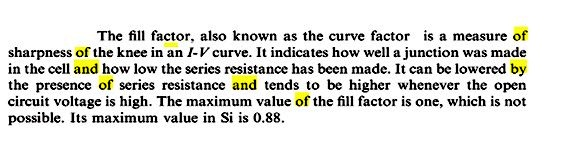 The fill factor, also known as the curve factor is a measure of
sharpness of the knee in an I-V curve. It indicates how well a junction was made
in the cell and how low the series resistance has been made. It can be lowered by
the presence of series resistance and tends to be higher whenever the open
circuit voltage is high. The maximum value of the fill factor is one, which is not
possible. Its maximum value in Si is 0.88.